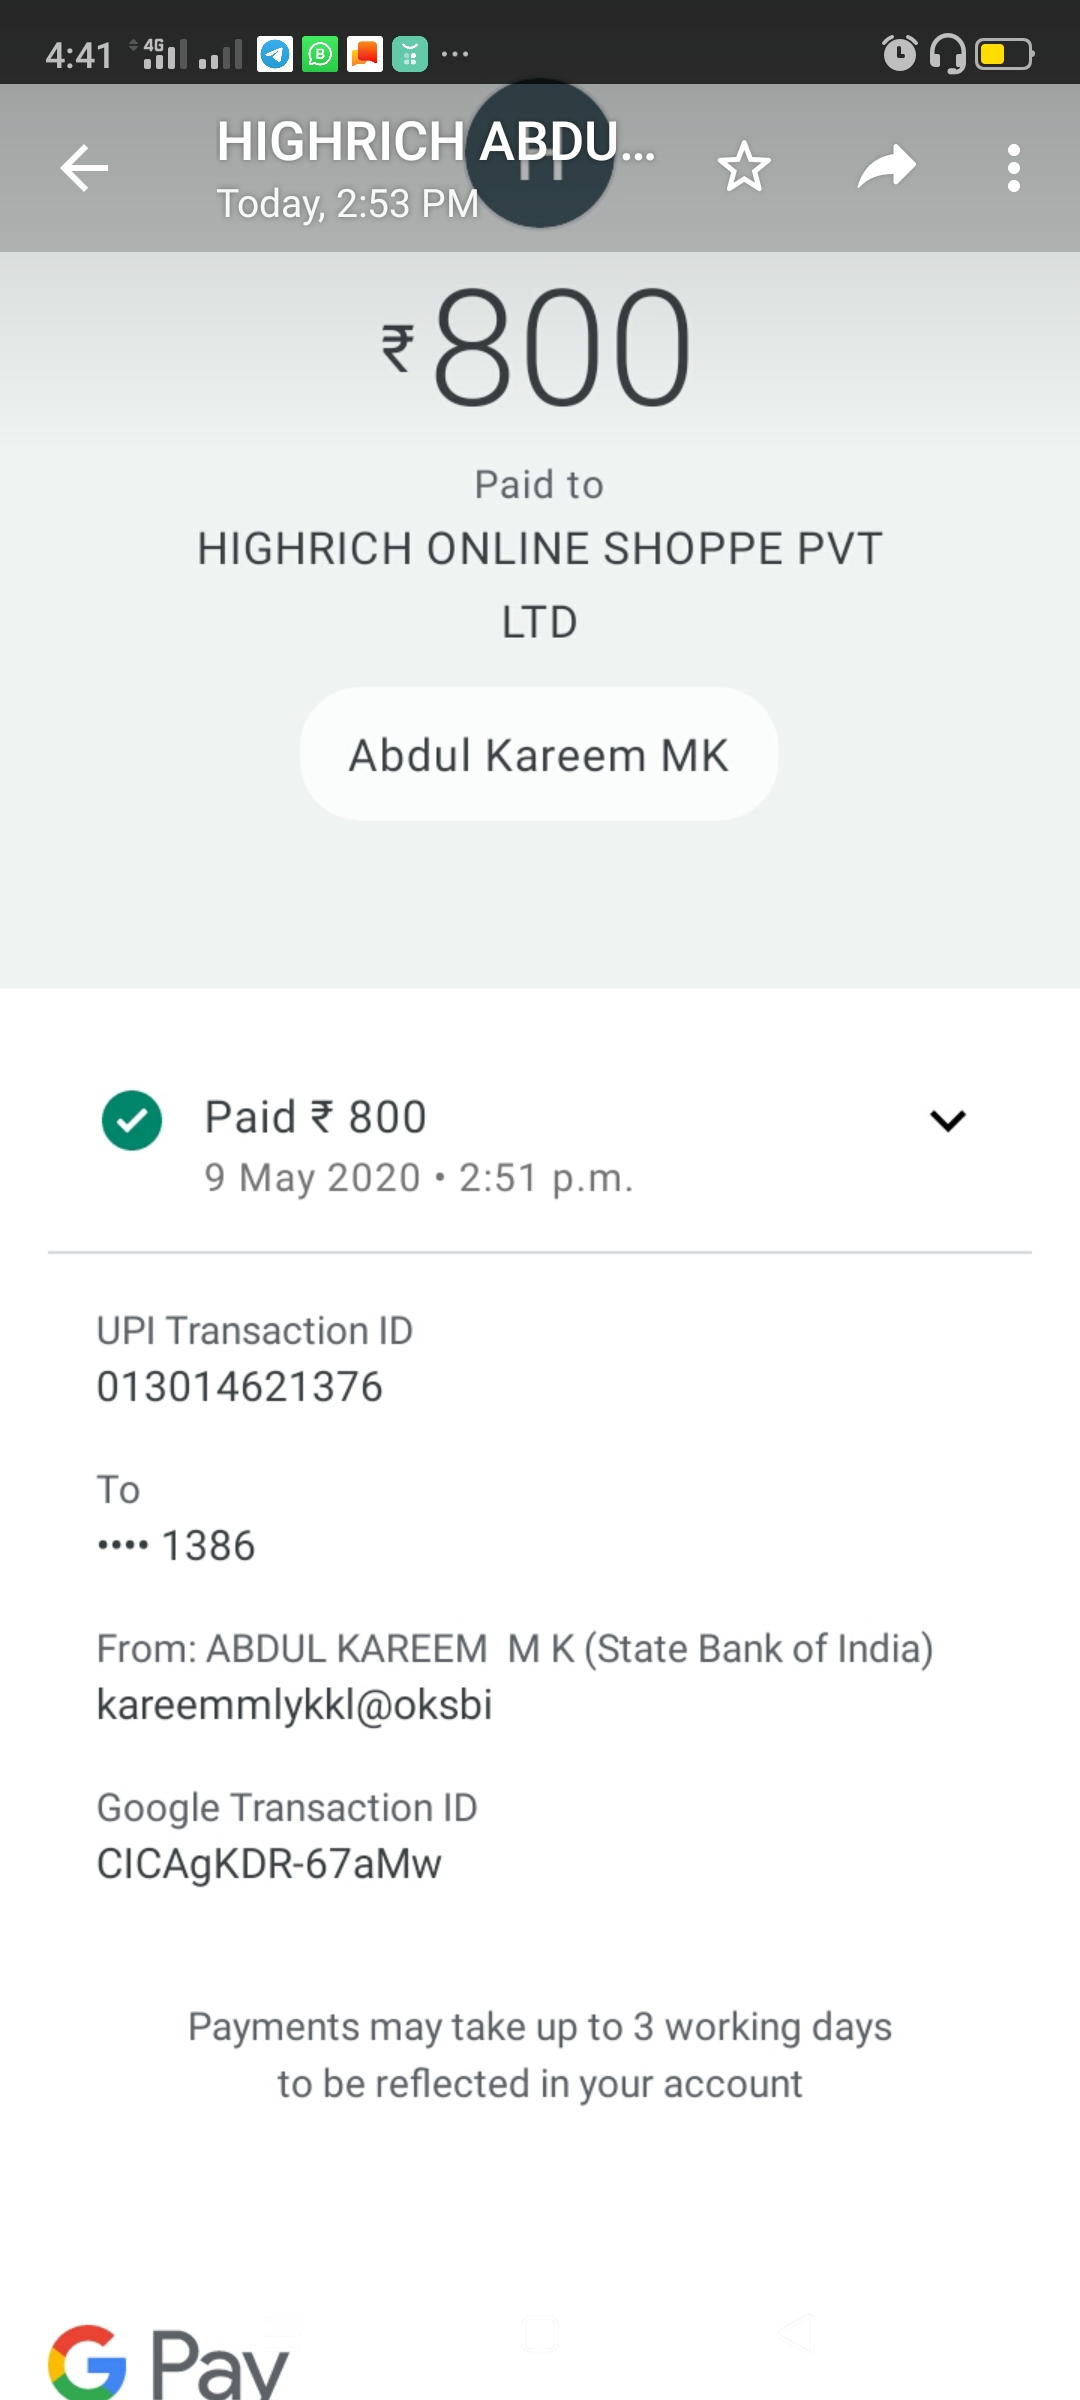 4:41 4G
HIGHRICH ABDU...
Today, 2:53 PM
H
₹800
Paid to
HIGHRICH ONLINE SHOPPE PVT
LTD
Abdul Kareem MK
Paid ₹ 800
9 May 2020 • 2:51 p.m.
UPI Transaction ID
013014621376
To
•••• 1386
From: ABDUL KAREEM M K (State Bank of India)
kareemmlykkl@oksbi
Google Transaction ID
CICAgKDR-67aMw
Payments may take up to 3 working days
to be reflected in your account
G Pay